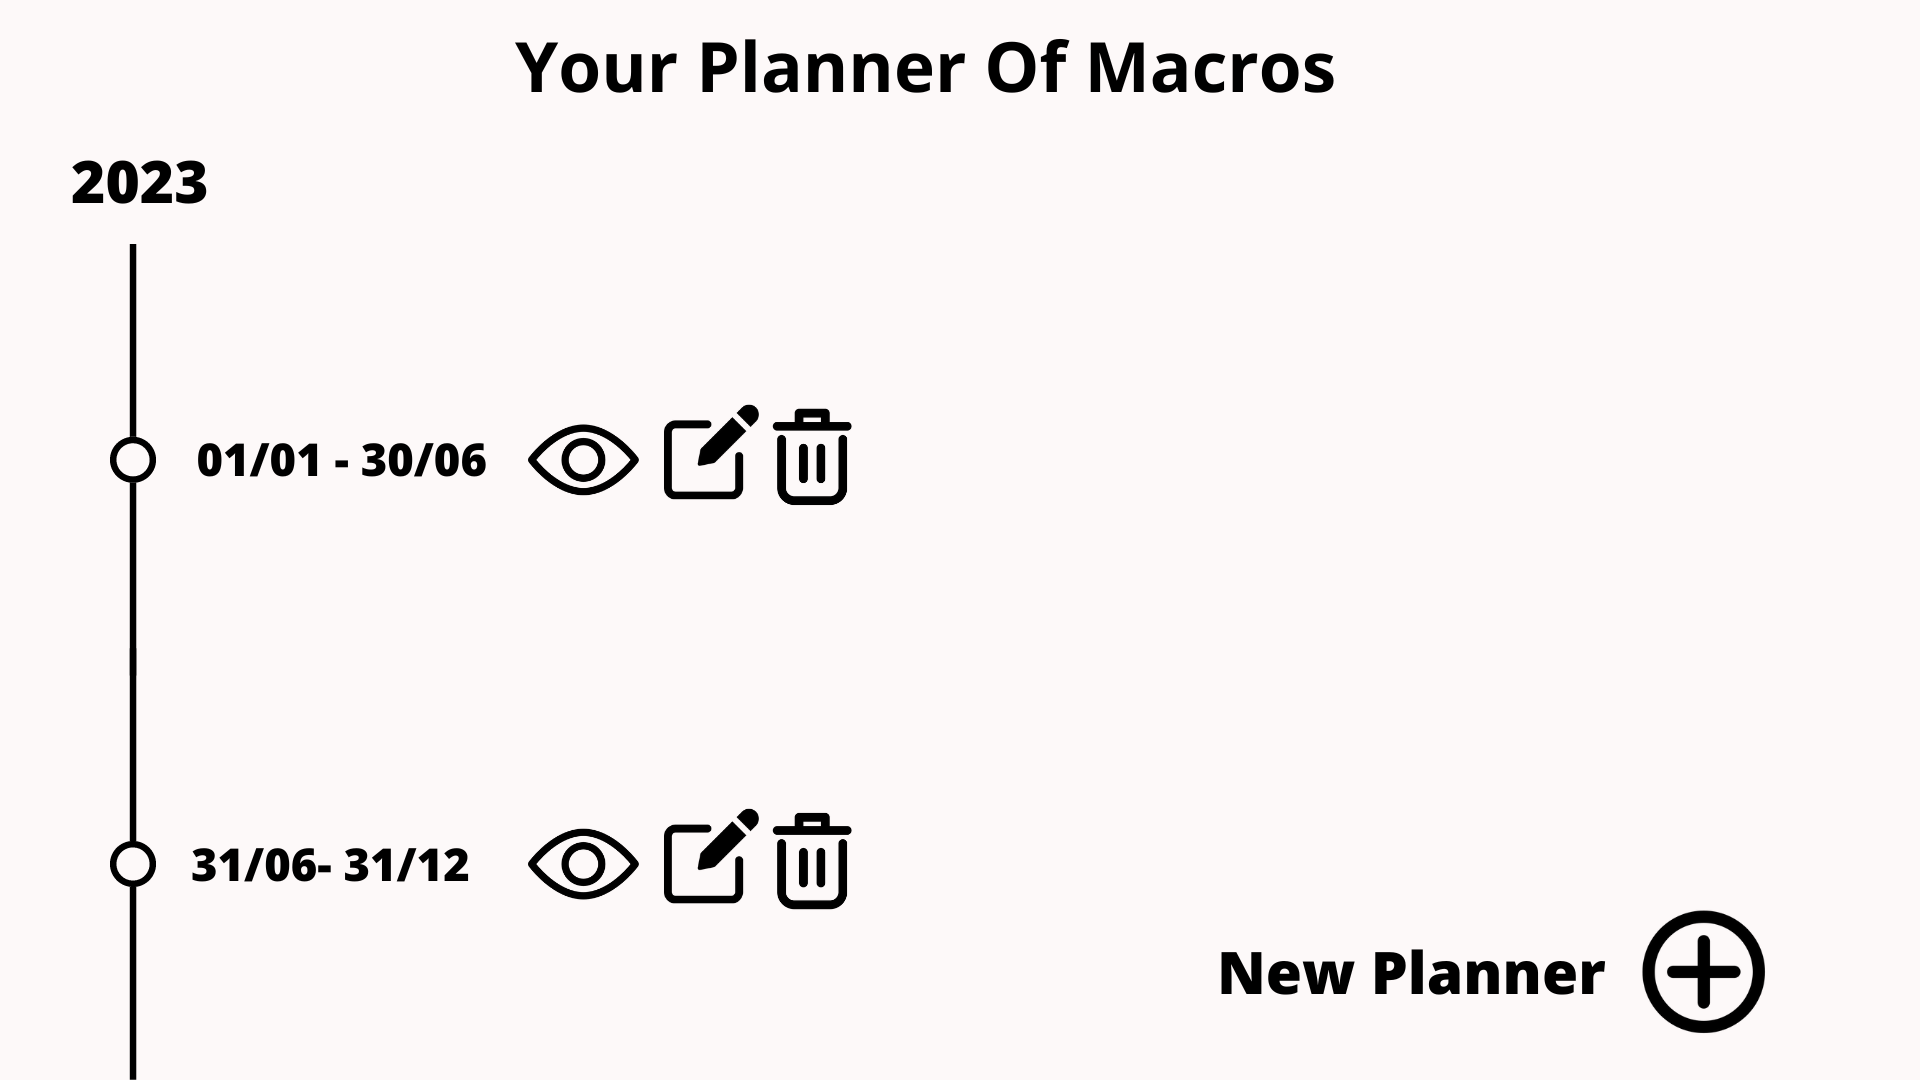 Your Planner Of Macros
2023
01/01 - 30/06
31/06- 31/12
New Planner